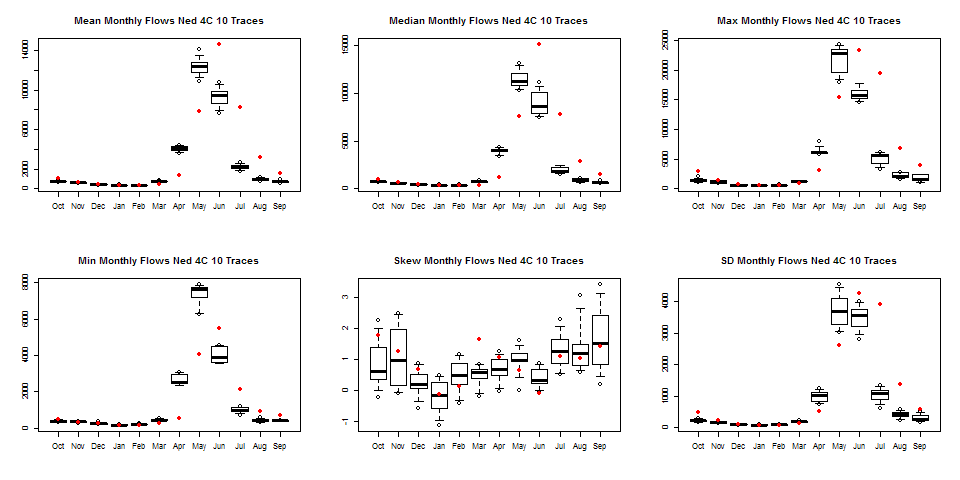 Mean Monthly Flows Ned 4C 10 Traces
14000
10000
6000
2000
0
Oct Nov Dec Jan Feb Mar Apr May Jun Jul Aug Sep
Median Monthly Flows Ned 4C 10 Traces
15000
10000
5000
0
Oct Nov Dec Jan Feb Mar Apr May Jun Jul Aug Sep
Max Monthly Flows Ned 4C 10 Traces
25000
20000
15000
10000
5000
0
Oct Nov Dec Jan Feb Mar Apr May Jun Jul Aug Sep
Min Monthly Flows Ned 4C 10 Traces
8000
6000
4000
2000
0
Oct Nov Dec Jan Feb Mar Apr May Jun Jul Aug Sep
Skew Monthly Flows Ned 4C 10 Traces
3
2
1
0
-1
Oct Nov Dec Jan Feb Mar Apr May Jun Jul Aug Sep
SD Monthly Flows Ned 4C 10 Traces
4000
3000
2000
1000
0
Oct Nov Dec Jan Feb Mar Apr May Jun Jul Aug Sep